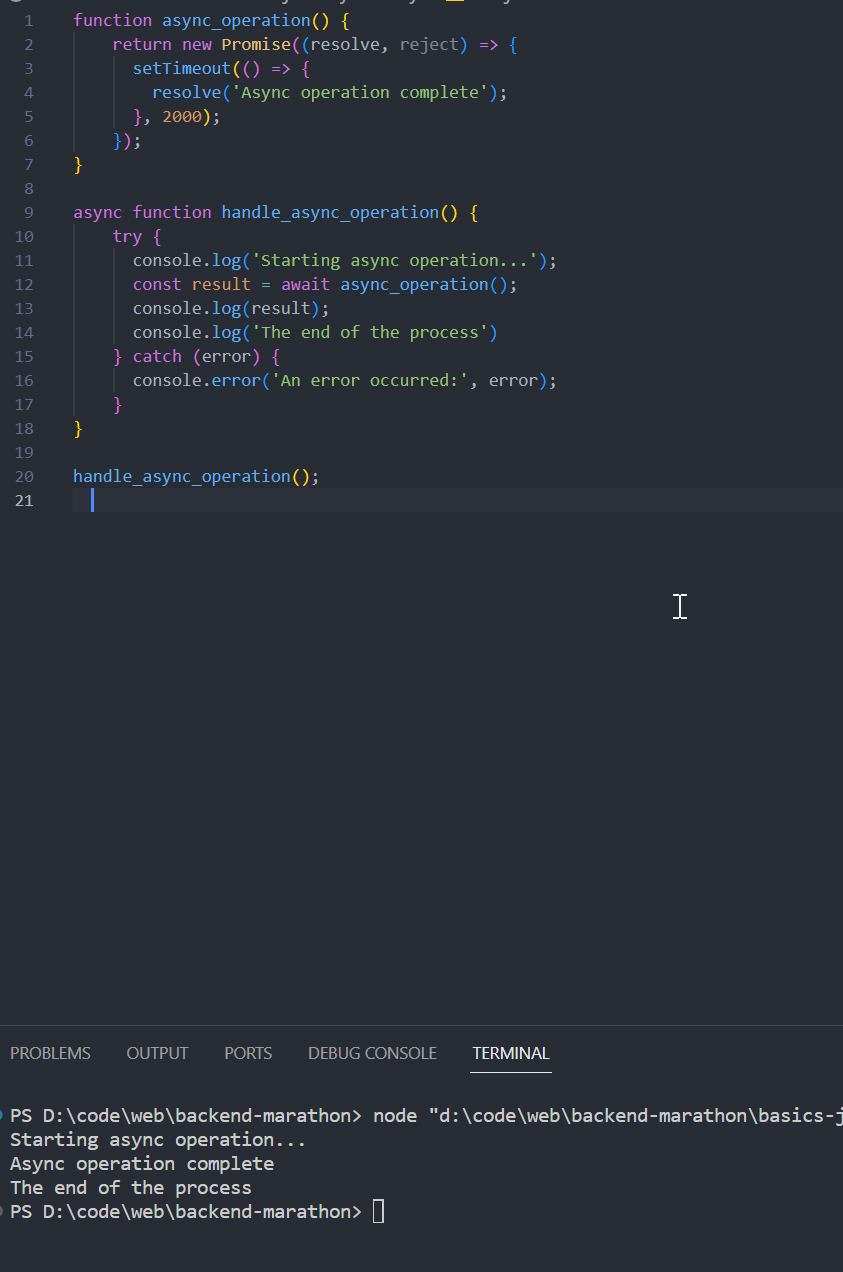 1 function async_operation() {
2     return new Promise((resolve, reject) => {
3       setTimeout(() => {
4         resolve('Async operation complete');
5       }, 2000);
6     });
7 }
8
9 async function handle_async_operation() {
10     try {
11       console.log('Starting async operation...');
12       const result = await async_operation();
13       console.log(result);
14       console.log('The end of the process')
15     } catch (error) {
16       console.error('An error occurred:', error);
17     }
18 }
19
20 handle_async_operation();
21
PROBLEMS OUTPUT PORTS DEBUG CONSOLE TERMINAL
PS D:\code\web\backend-marathon> node "d:\code\web\backend-marathon\basics-j
Starting async operation...
Async operation complete
The end of the process
PS D:\code\web\backend-marathon>